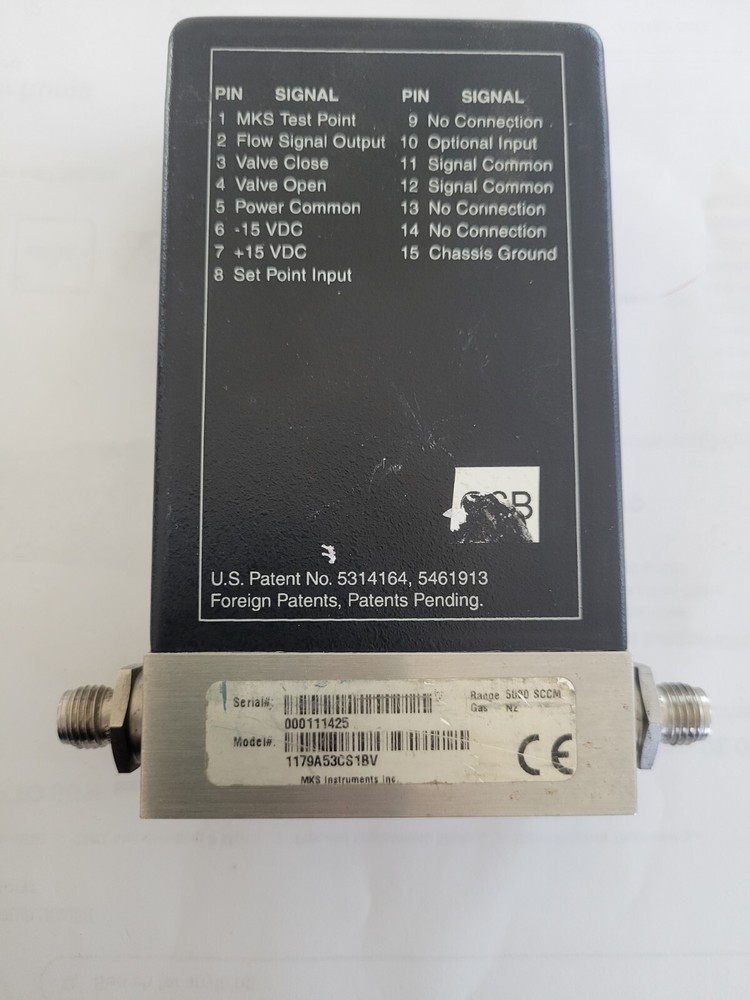 PIN SIGNAL PIN SIGNAL
1 MKS Test Point 9 No Connection
2 Flow Signal Output 10 Optional Input
3 Valve Close 11 Signal Common
4 Valve Open 12 Signal Common
5 Power Common 13 No Connection
6 -15 VDC 14 No Connection
7 +15 VDC 15 Chassis Ground
8 Set Point Input
U.S. Patent No. 5314164, 5461913
Foreign Patents, Patents Pending.
Serial#: Range 5000 SCCM
000111425 Gas N2
Model#:
1179A53CS1BV CE
MKS Instruments Inc.